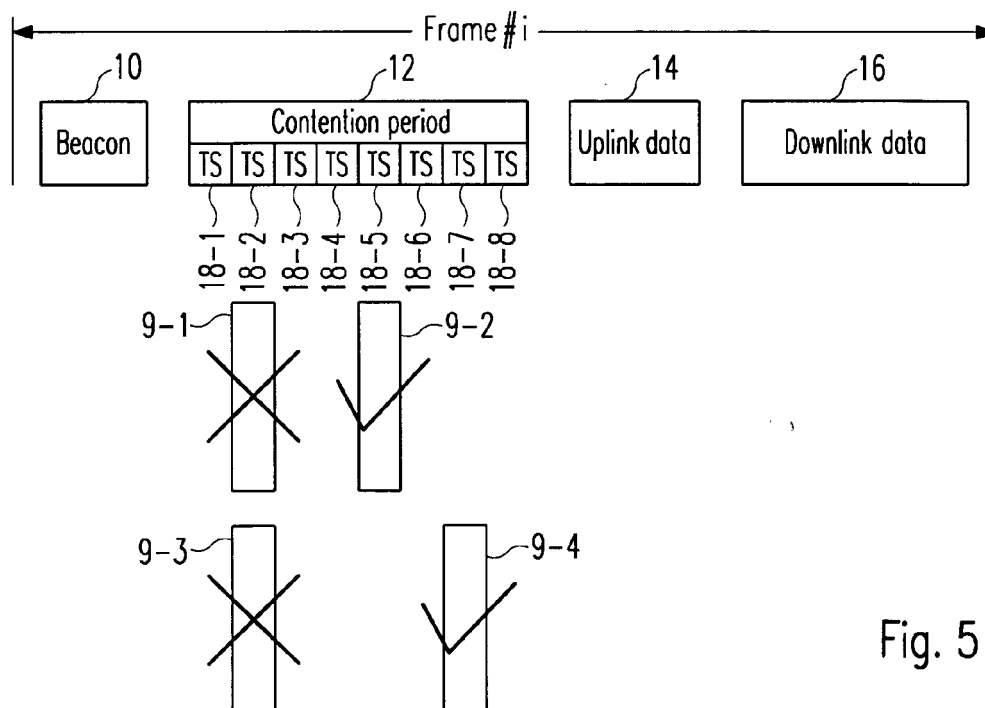 Frame #i
10
12
14
16
Beacon
Contention period
Uplink data
Downlink data
TS TS TS TS TS TS TS TS
18-1 18-2 18-3 18-4 18-5 18-6 18-7 18-8
9-1
9-2
9-3
9-4
Fig. 5